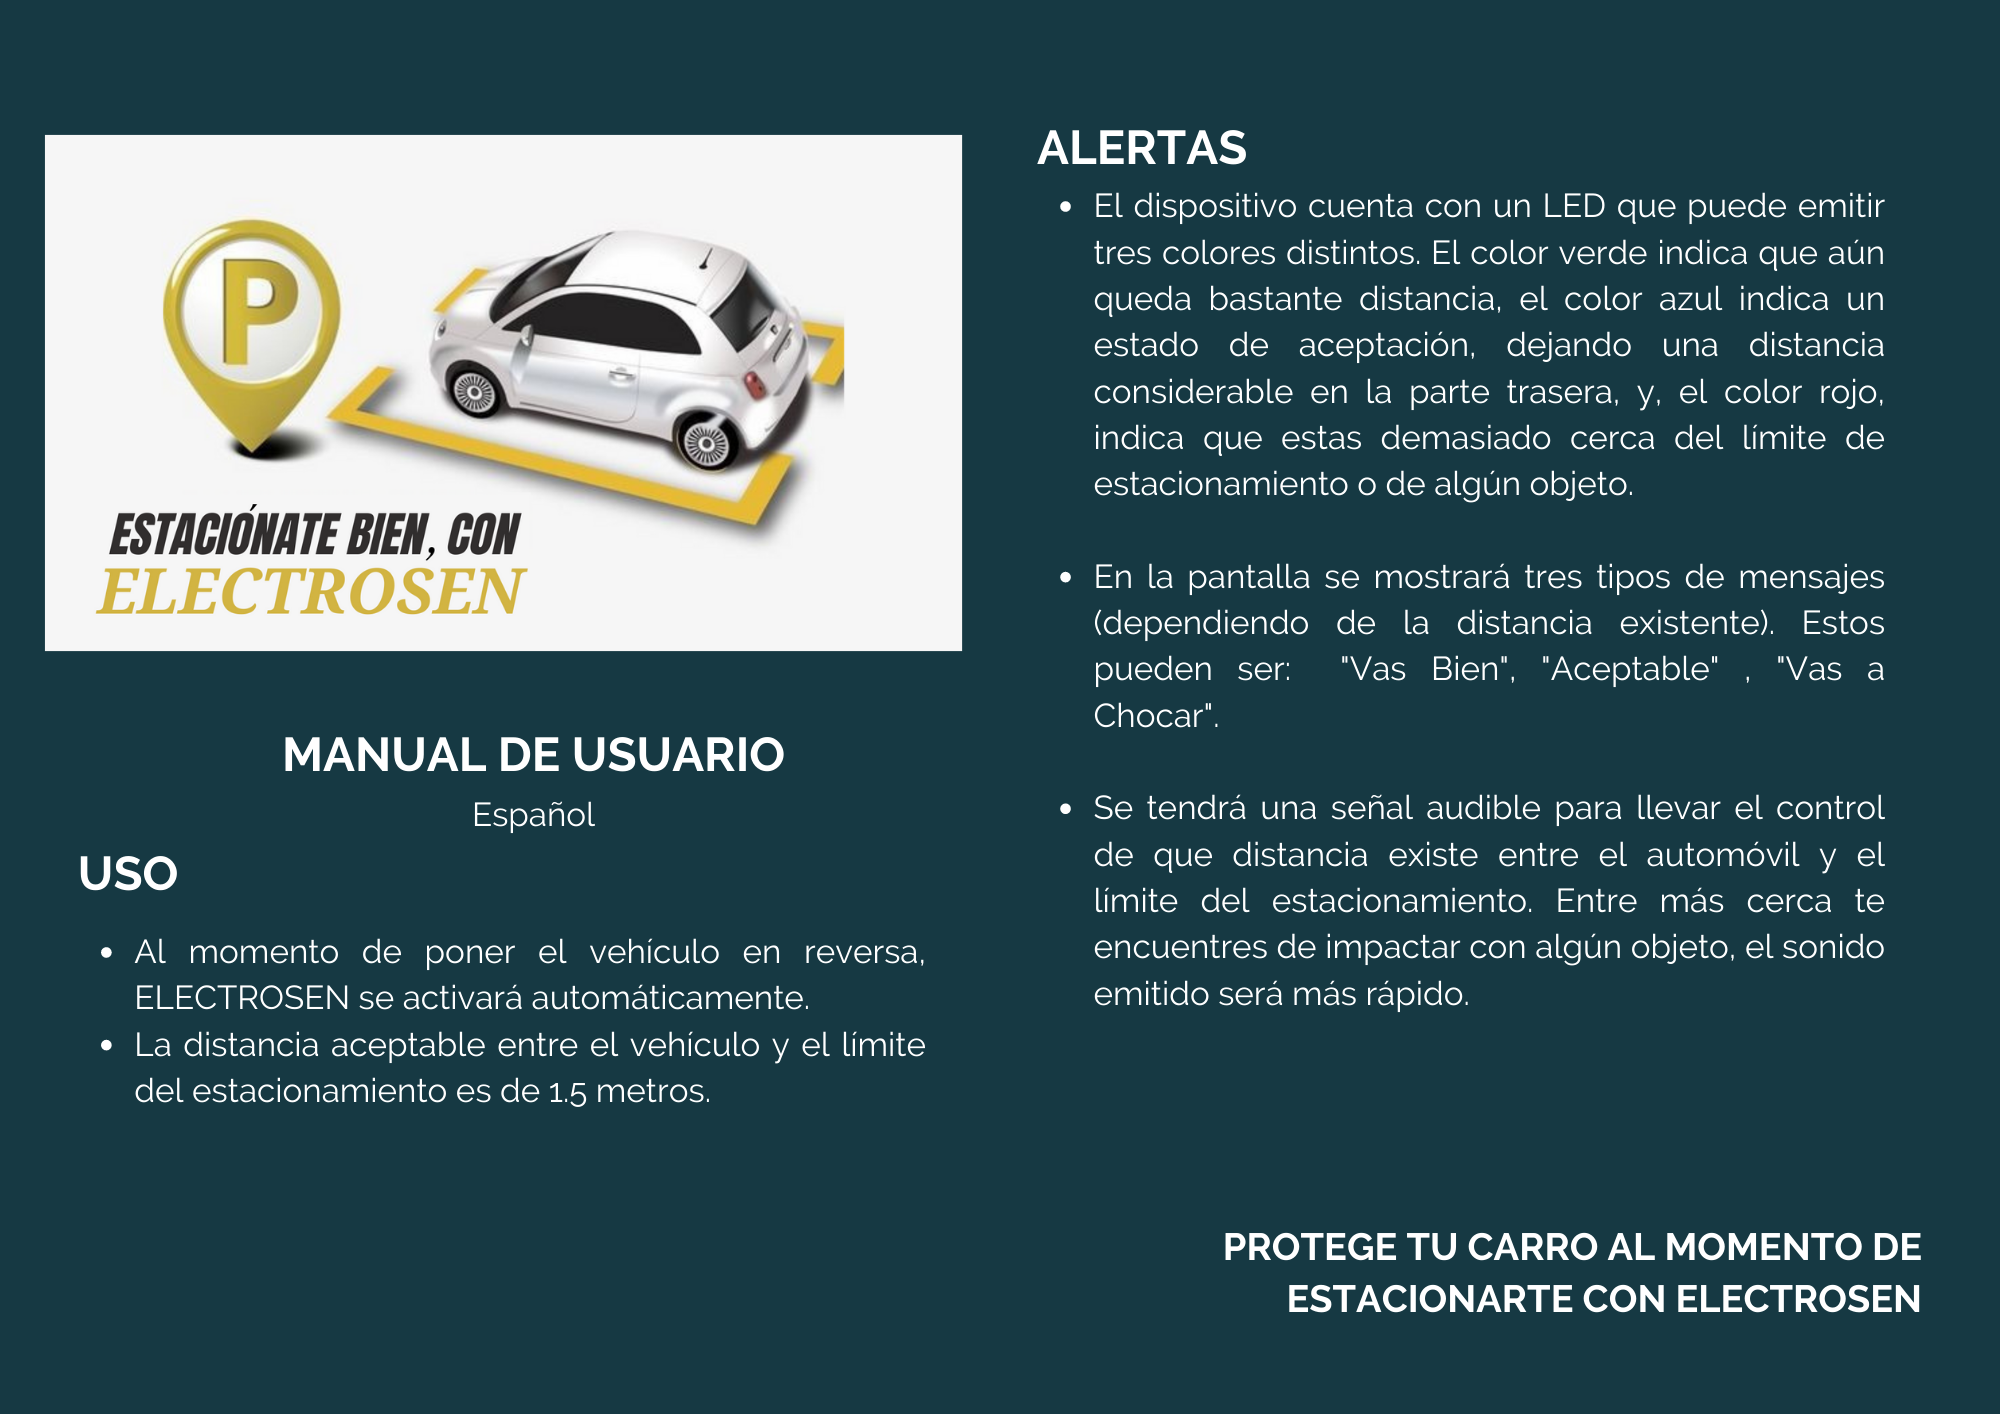 P
ESTACIÓNATE BIEN, CON
ELECTROSEN
MANUAL DE USUARIO
Español
USO
• Al momento de poner el vehículo en reversa,
ELECTROSEN se activará automáticamente.
• La distancia aceptable entre el vehículo y el límite
del estacionamiento es de 1.5 metros.
ALERTAS
• El dispositivo cuenta con un LED que puede emitir
tres colores distintos. El color verde indica que aún
queda bastante distancia, el color azul indica un
estado de aceptación, dejando una distancia
considerable en la parte trasera, y, el color rojo,
indica que estas demasiado cerca del límite de
estacionamiento o de algún objeto.
• En la pantalla se mostrará tres tipos de mensajes
(dependiendo de la distancia existente). Estos
pueden ser: "Vas Bien", "Aceptable" , "Vas a
Chocar".
• Se tendrá una señal audible para llevar el control
de que distancia existe entre el automóvil y el
límite del estacionamiento. Entre más cerca te
encuentres de impactar con algún objeto, el sonido
emitido será más rápido.
PROTEGE TU CARRO AL MOMENTO DE
ESTACIONARTE CON ELECTROSEN